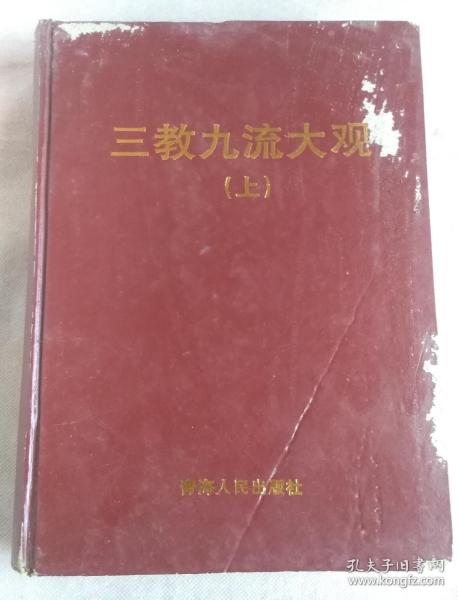 三教九流大观
(上)
青海人民出版社
孔夫子旧书网
www.kongfz.com